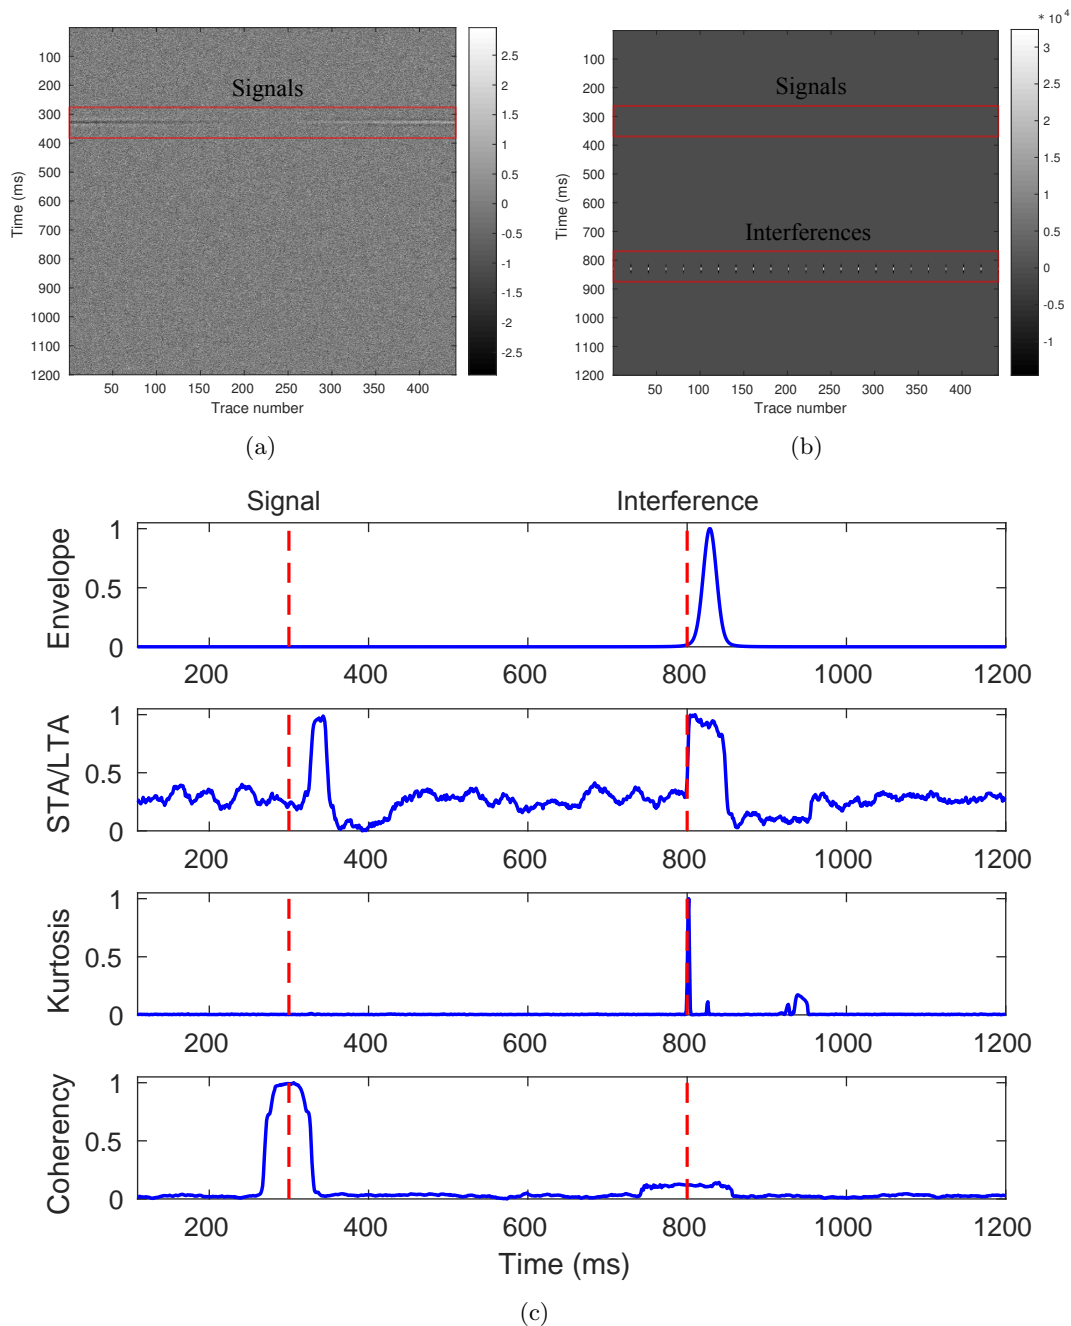 * 10^4
Signals
Time (ms)
100
200
300
400
500
600
700
800
900
1000
1100
1200
50 100 150 200 250 300 350 400
Trace number
2.5
2
1.5
1
0.5
0
-0.5
-1
-1.5
-2
-2.5
(a)
Signals
Interferences
Time (ms)
100
200
300
400
500
600
700
800
900
1000
1100
1200
50 100 150 200 250 300 350 400
Trace number
3
2.5
2
1.5
1
0.5
0
-0.5
-1
(b)
Signal Interference
Envelope
1
0.5
0
200 400 600 800 1000 1200
STA/LTA
1
0.5
0
200 400 600 800 1000 1200
Kurtosis
1
0.5
0
200 400 600 800 1000 1200
Coherency
1
0.5
0
200 400 600 800 1000 1200
Time (ms)
(c)